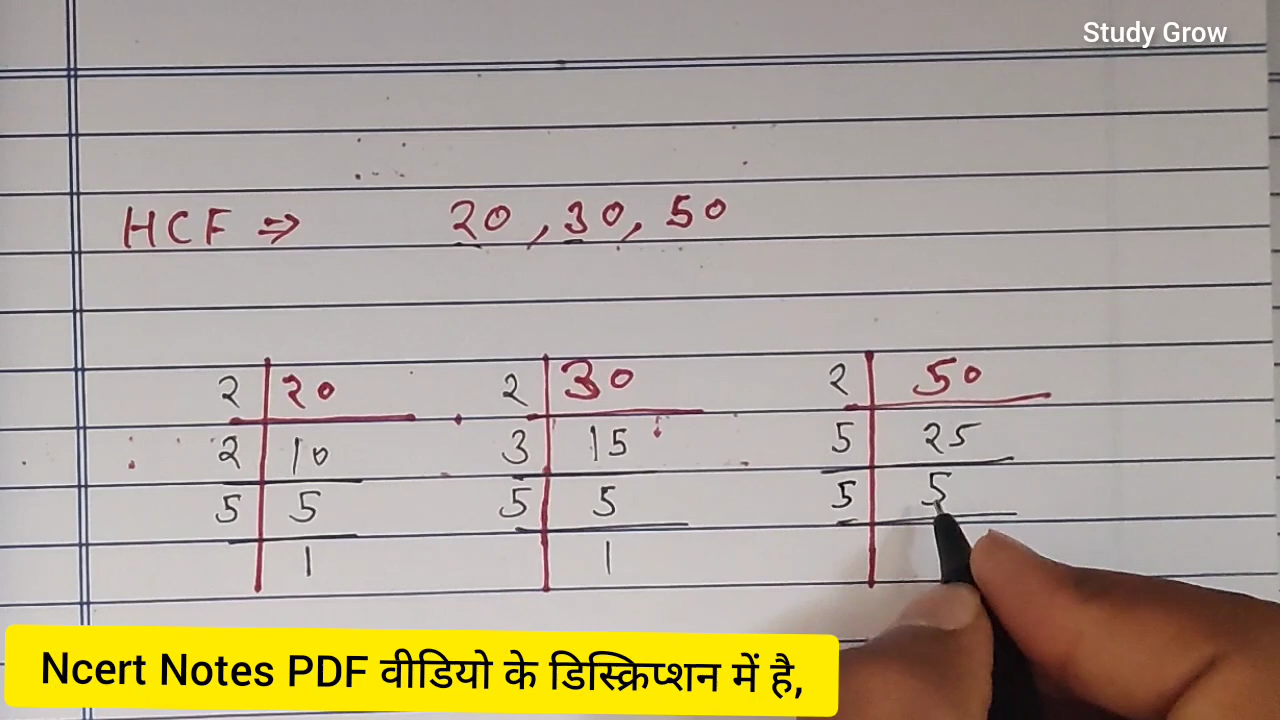 Study Grow
HCF ⇒ 20, 30, 50
2 20 2 30 2 50
2 10 3 15 5 25
5 5 5 5 5 5
1 1
Ncert Notes PDF वीडियो के डिस्क्रिप्शन में है,